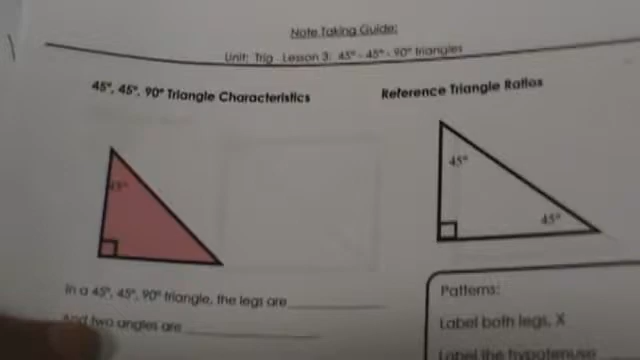 Note Taking Guide:
Unit: Trig Lesson 3: 45° - 45° - 90° triangles
45°, 45°, 90° Triangle Characteristics
Reference Triangle Ratios
45°
45°
45°
In a 45°, 45°, 90° triangle, the legs are
And two angles are
Patterns:
Label both legs, X
Label the hypotenuse